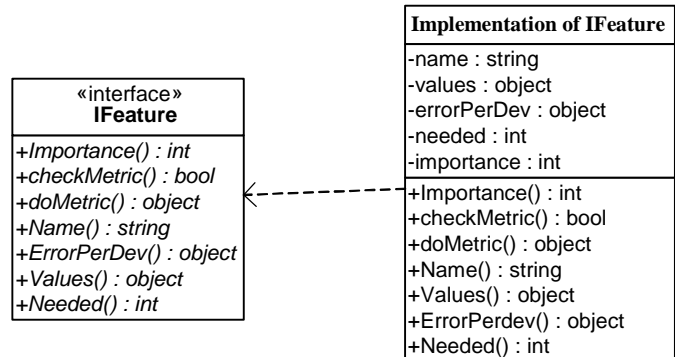 «interface»
IFeature
+Importance() : int
+checkMetric() : bool
+doMetric() : object
+Name() : string
+ErrorPerDev() : object
+Values() : object
+Needed() : int
Implementation of IFeature
-name : string
-values : object
-errorPerDev : object
-needed : int
-importance : int
+Importance() : int
+checkMetric() : bool
+doMetric() : object
+Name() : string
+Values() : object
+ErrorPerdev() : object
+Needed() : int